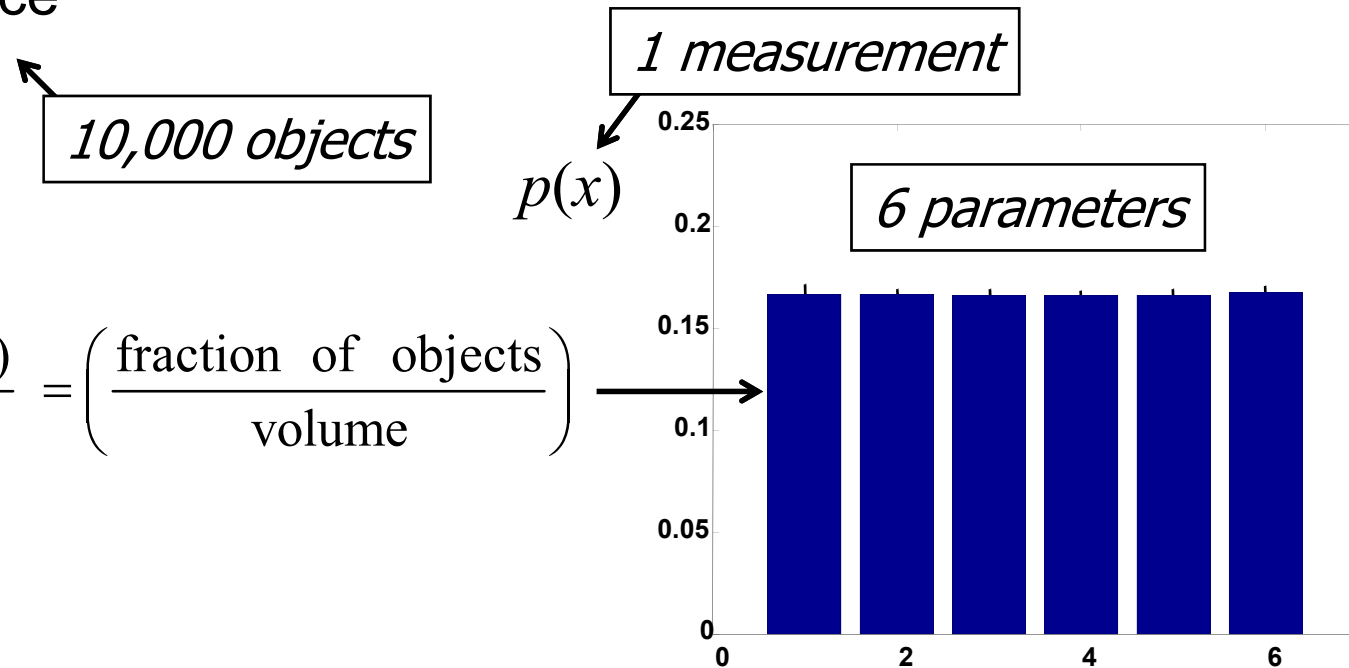 1 measurement
10,000 objects
p(x)
6 parameters
) = ( fraction of objects / volume )
0.25
0.2
0.15
0.1
0.05
0
0 2 4 6